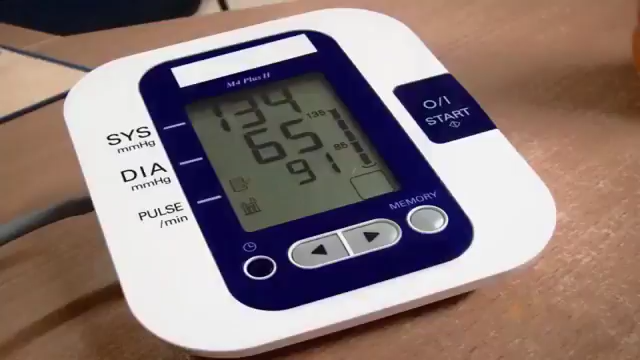 M4 Plus II
134
135
65
85
91
SYS
mmHg
DIA
mmHg
PULSE
/min
O/I
START
MEMORY